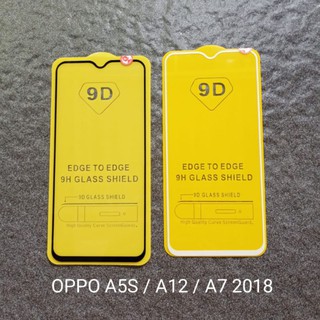 9D
EDGE TO EDGE
9H GLASS SHIELD
9D GLASS SHIELD
9D
EDGE TO EDGE
9H GLASS SHIELD
9D GLASS SHIELD
OPPO A5S / A12 / A7 2018